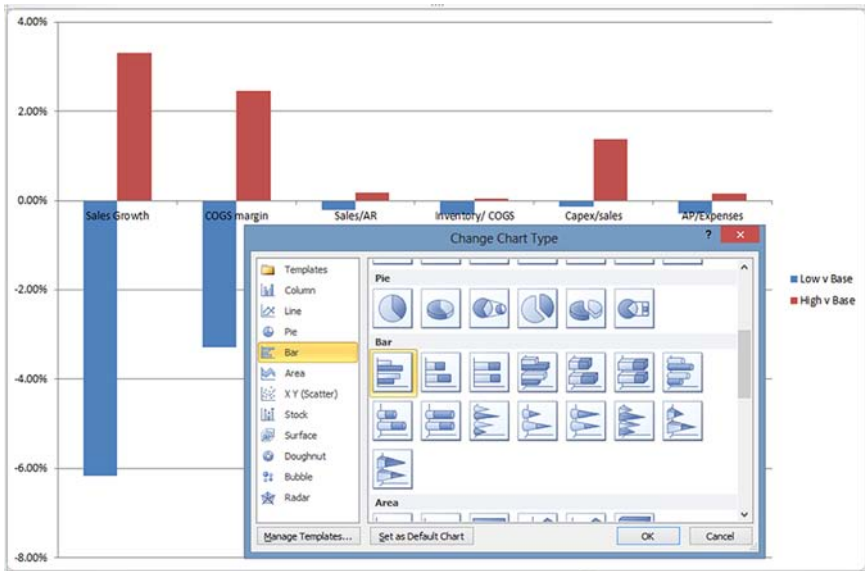 4.00%
2.00%
0.00%
Sales Growth COGS margin Sales/AR Inventory/ COGS Capex/sales AP/Expenses
Change Chart Type ?
Templates
Column
Line
Pie
Bar
Area
X Y (Scatter)
Stock
Surface
Doughnut
Bubble
Radar
Pie
Bar
Area
Manage Templates... Set as Default Chart OK Cancel
-2.00%
-4.00%
-6.00%
-8.00%
Low v Base
High v Base